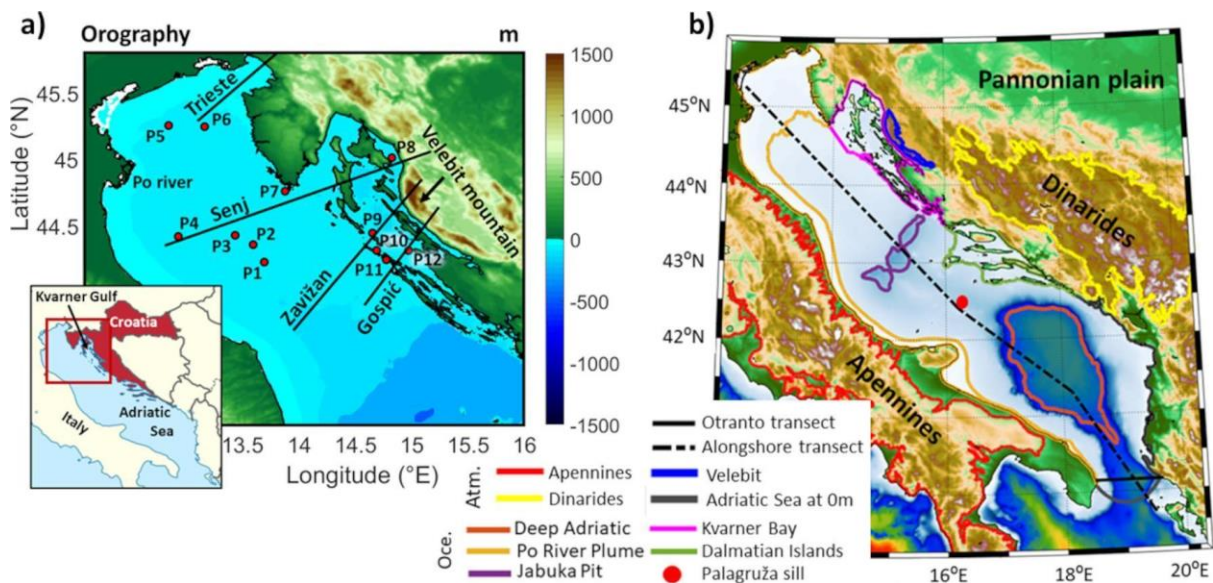 a)
Orography
m
Latitude (°N)
45.5
45
44.5
Trieste
P5
P6
Po river
P7
P8
Velebit mountain
Senj
P4
P3
P2
P1
P9
P10
P11
P12
Zavižan
Gospić
13.5
14
14.5
15
15.5
16
Longitude (°E)
1500
1000
500
0
-500
-1000
-1500
Kvarner Gulf
Croatia
Italy
Adriatic
Sea
b)
Pannonian plain
Dinarides
Apennines
45°N
44°N
43°N
42°N
16°E
18°E
20°E
Otranto transect
Alongshore transect
Atm.
Apennines
Velebit
Dinarides
Adriatic Sea at 0m
Oce.
Deep Adriatic
Kvarner Bay
Po River Plume
Dalmatian Islands
Jabuka Pit
Palagruža sill